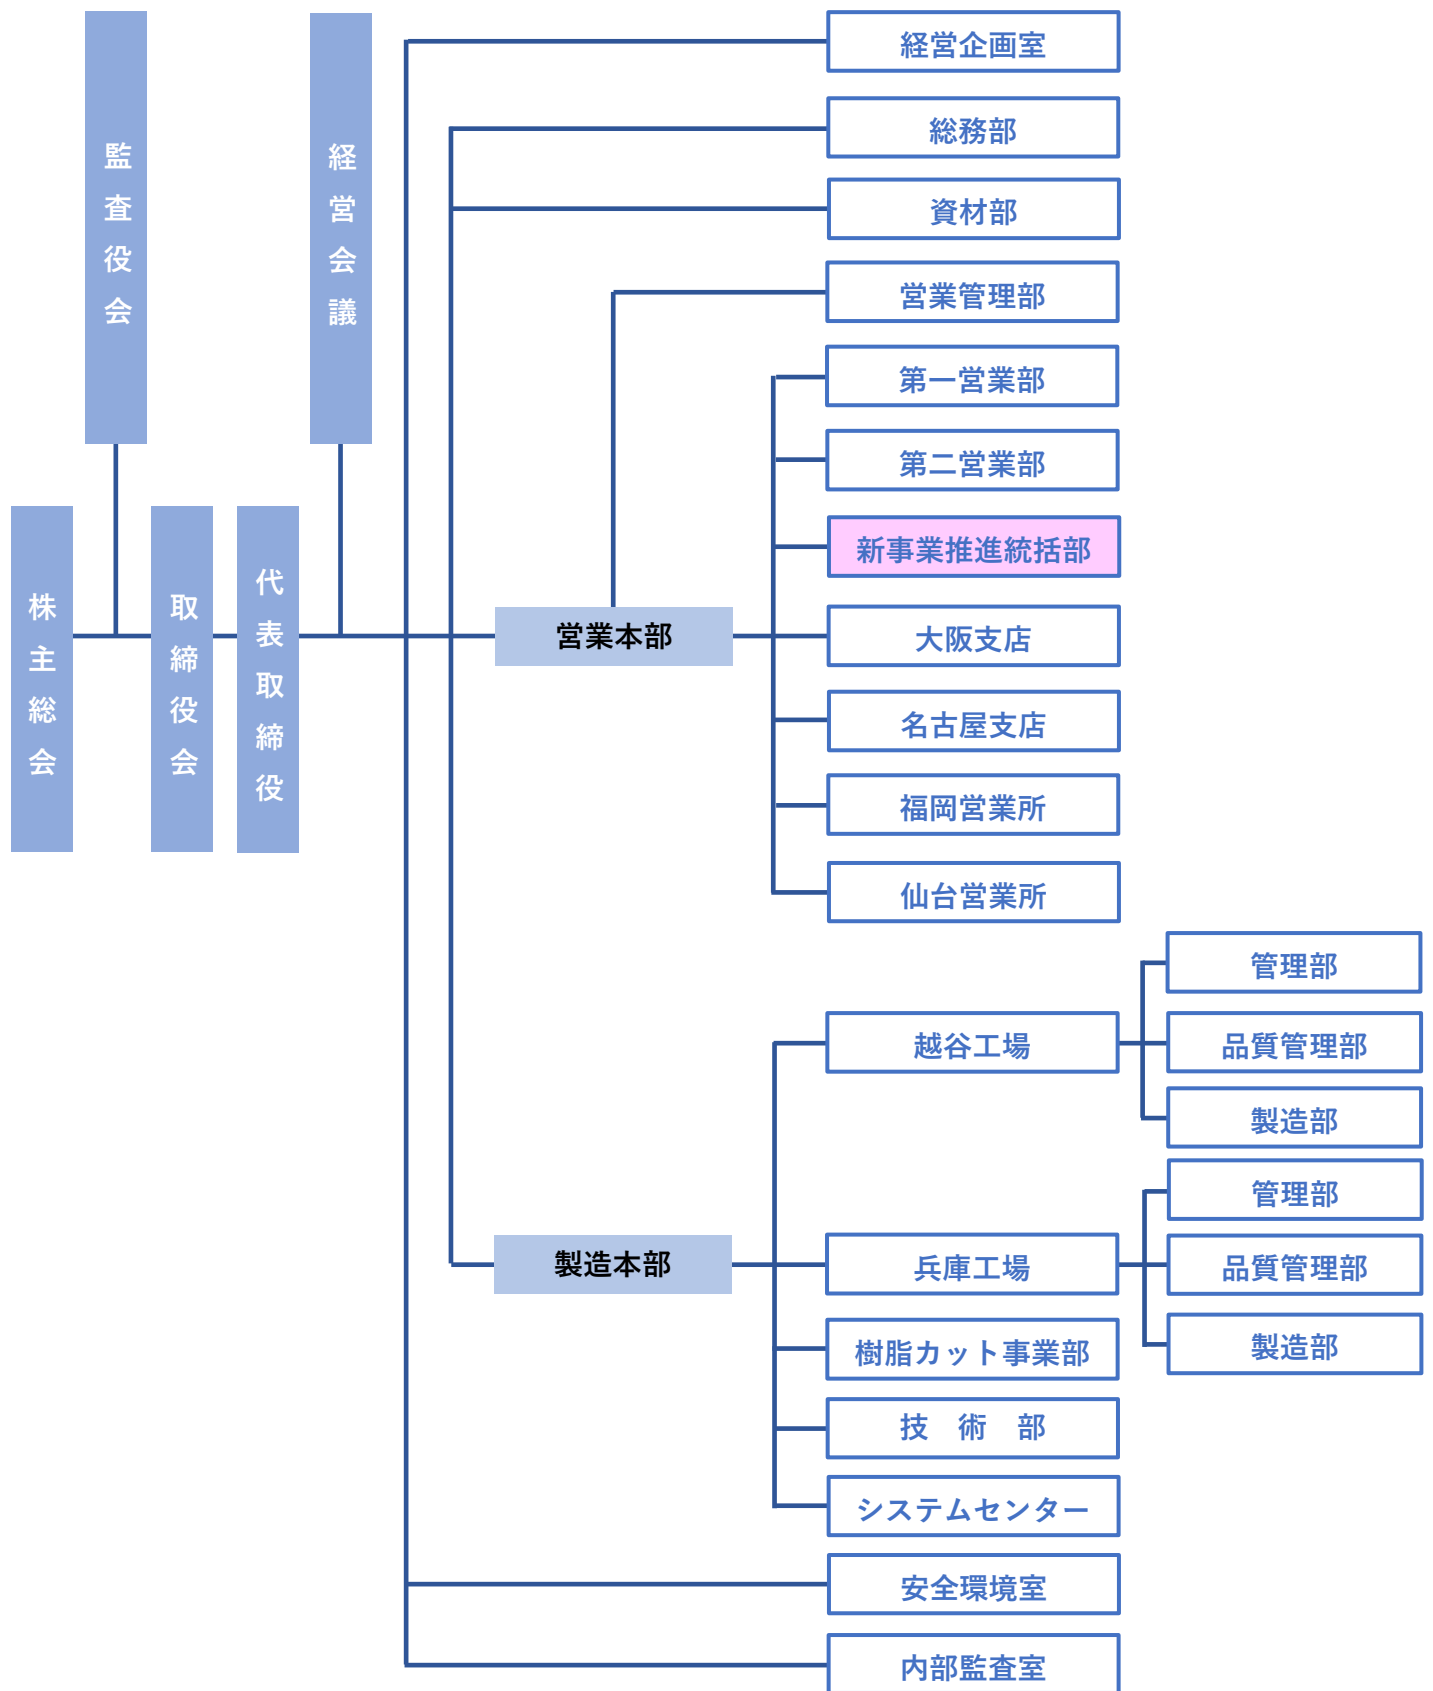 監査役会
経営会議
株主総会
取締役会
代表取締役
経営企画室
総務部
資材部
営業本部
営業管理部
第一営業部
第二営業部
新事業推進統括部
大阪支店
名古屋支店
福岡営業所
仙台営業所
製造本部
越谷工場
管理部
品質管理部
製造部
兵庫工場
管理部
品質管理部
製造部
樹脂カット事業部
技　術　部
システムセンター
安全環境室
内部監査室